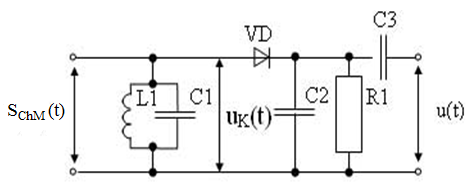 VD
C3
S_ChM(t)
L1
C1
u_K(t)
C2
R1
u(t)